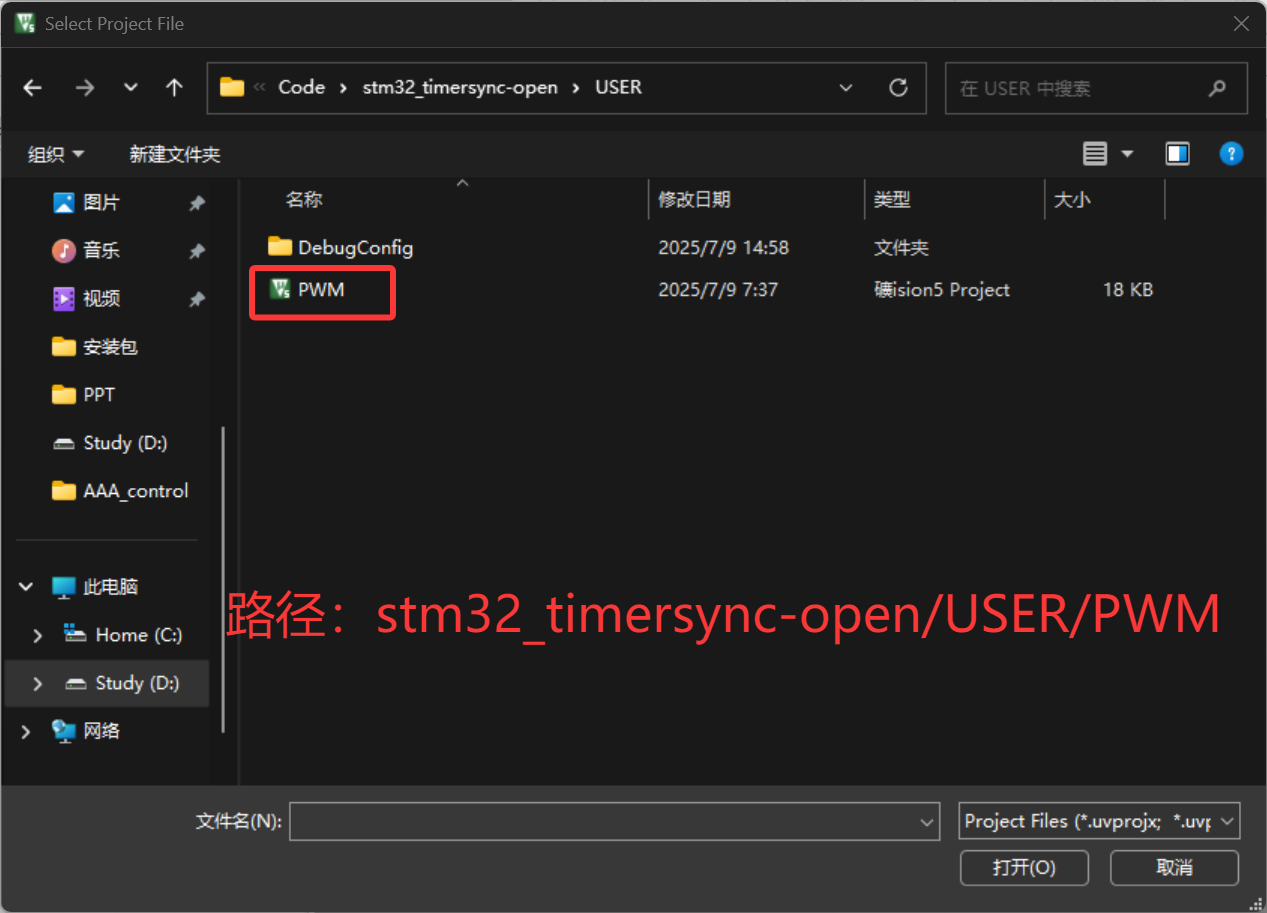 Select Project File
« Code › stm32_timersync-open › USER
在 USER 中搜索
组织 新建文件夹
名称 修改日期 类型 大小
图片
音乐
视频
安装包
PPT
Study (D:)
AAA_control
此电脑
Home (C:)
Study (D:)
网络
DebugConfig 2025/7/9 14:58 文件夹
PWM 2025/7/9 7:37 礦ision5 Project 18 KB
路径：stm32_timersync-open/USER/PWM
文件名(N):
Project Files (*.uvprojx; *.uvp
打开(O) 取消